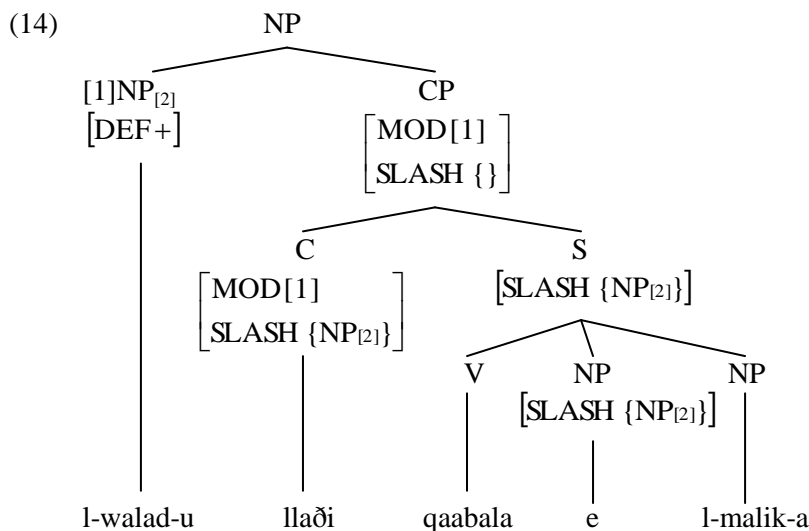 (14) NP
[1]NP[2] CP
[DEF+] [MOD[1]
SLASH {}]
C S
[MOD[1] [SLASH {NP[2]}]
SLASH {NP[2]}]
V NP NP
[SLASH {NP[2]}]
l-walad-u llaði qaabala e l-malik-a